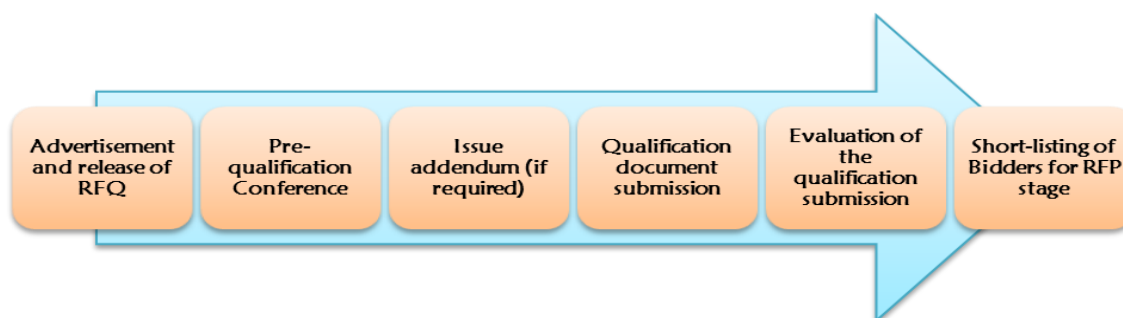 Advertisement
and release of
RFQ
Pre-
qualification
Conference
Issue
addendum (if
required)
Qualification
document
submission
Evaluation of
the
qualification
submission
Short-listing of
Bidders for RFP
stage